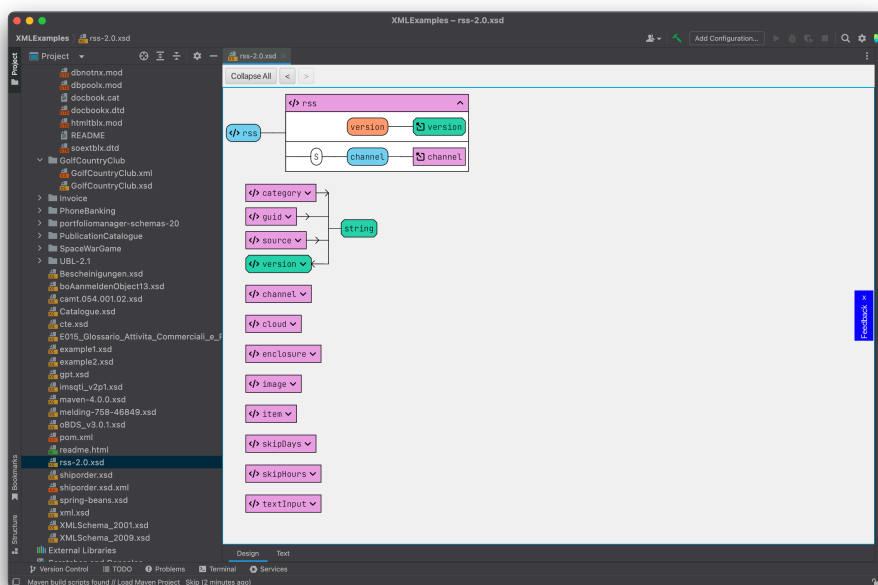 XMLExamples – rss-2.0.xsd
XMLExamples
rss-2.0.xsd
Add Configuration...
Project
Project
rss-2.0.xsd
Collapse All
<
>
dbnotnx.mod
dbpoolx.mod
docbook.cat
docbookx.dtd
htmltblx.mod
README
soextblx.dtd
GolfCountryClub
GolfCountryClub.xml
GolfCountryClub.xsd
Invoice
PhoneBanking
portfoliomanager-schemas-20
PublicationCatalogue
SpaceWarGame
UBL-2.1
Bescheinigungen.xsd
boAanmeldenObject13.xsd
camt.054.001.02.xsd
Catalogue.xsd
cte.xsd
E015_Glossario_Attivita_Commerciali_e_
example1.xsd
example2.xsd
gpt.xsd
imsqti_v2p1.xsd
maven-4.0.0.xsd
melding-758-46849.xsd
oBDS_v3.0.1.xsd
pom.xml
readme.html
rss-2.0.xsd
shiporder.xsd
shiporder.xsd.xml
spring-beans.xsd
xml.xsd
XMLSchema_2001.xsd
XMLSchema_2009.xsd
External Libraries
Scratches and Consoles
Bookmarks
Structure
</> rss
</> rss
version
version
S
channel
channel
</> category
</> guid
</> source
</> version
string
</> channel
</> cloud
</> enclosure
</> image
</> item
</> skipDays
</> skipHours
</> textInput
Feedback x
Design
Text
Version Control
TODO
Problems
Terminal
Services
Maven build scripts found // Load Maven Project Skip (2 minutes ago)